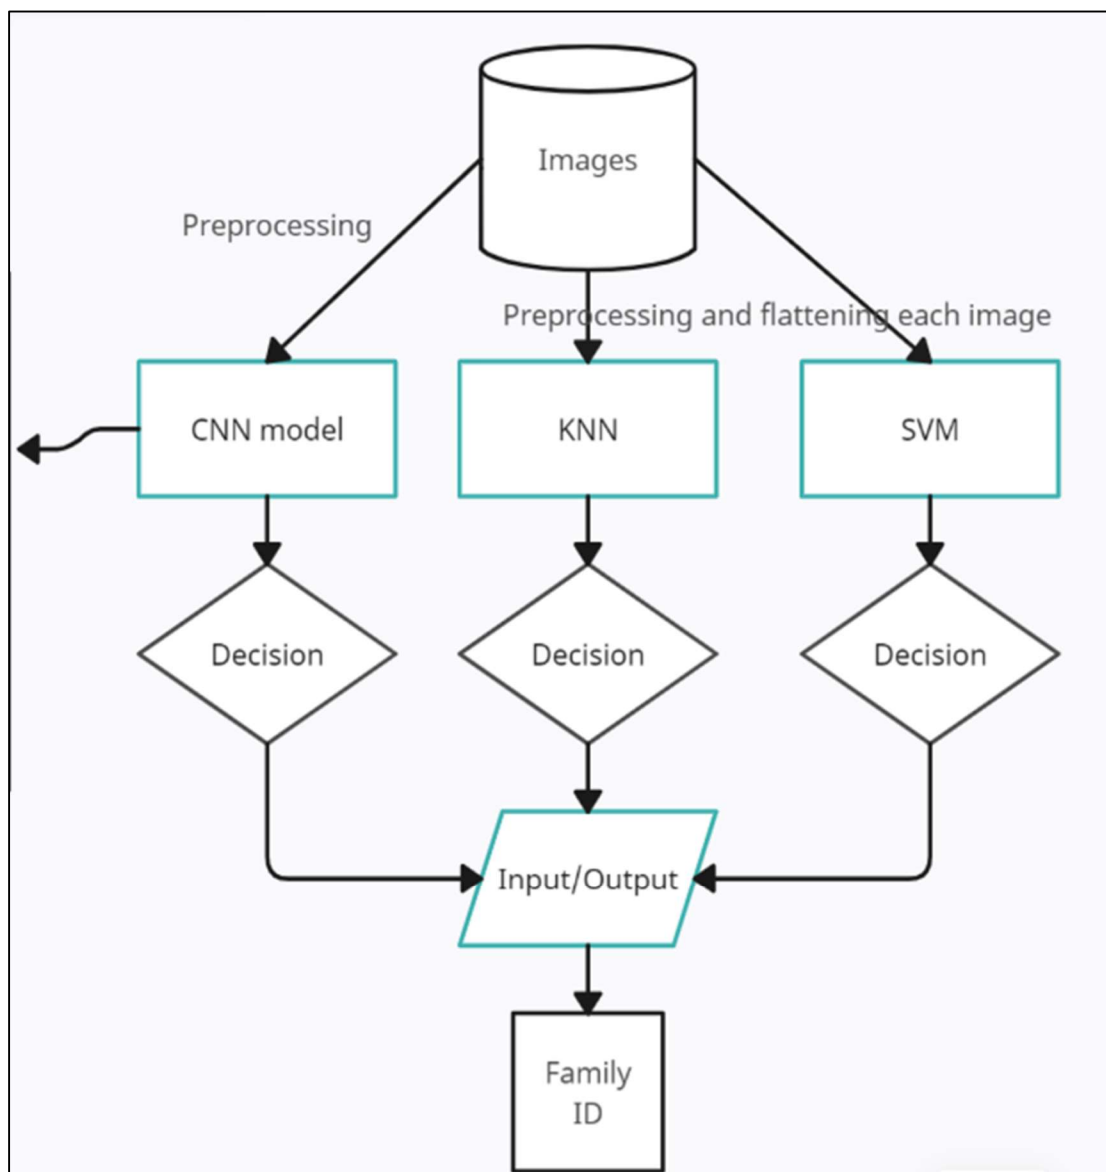 Images
Preprocessing
Preprocessing and flattening each image
CNN model
KNN
SVM
Decision
Decision
Decision
Input/Output
Family
ID